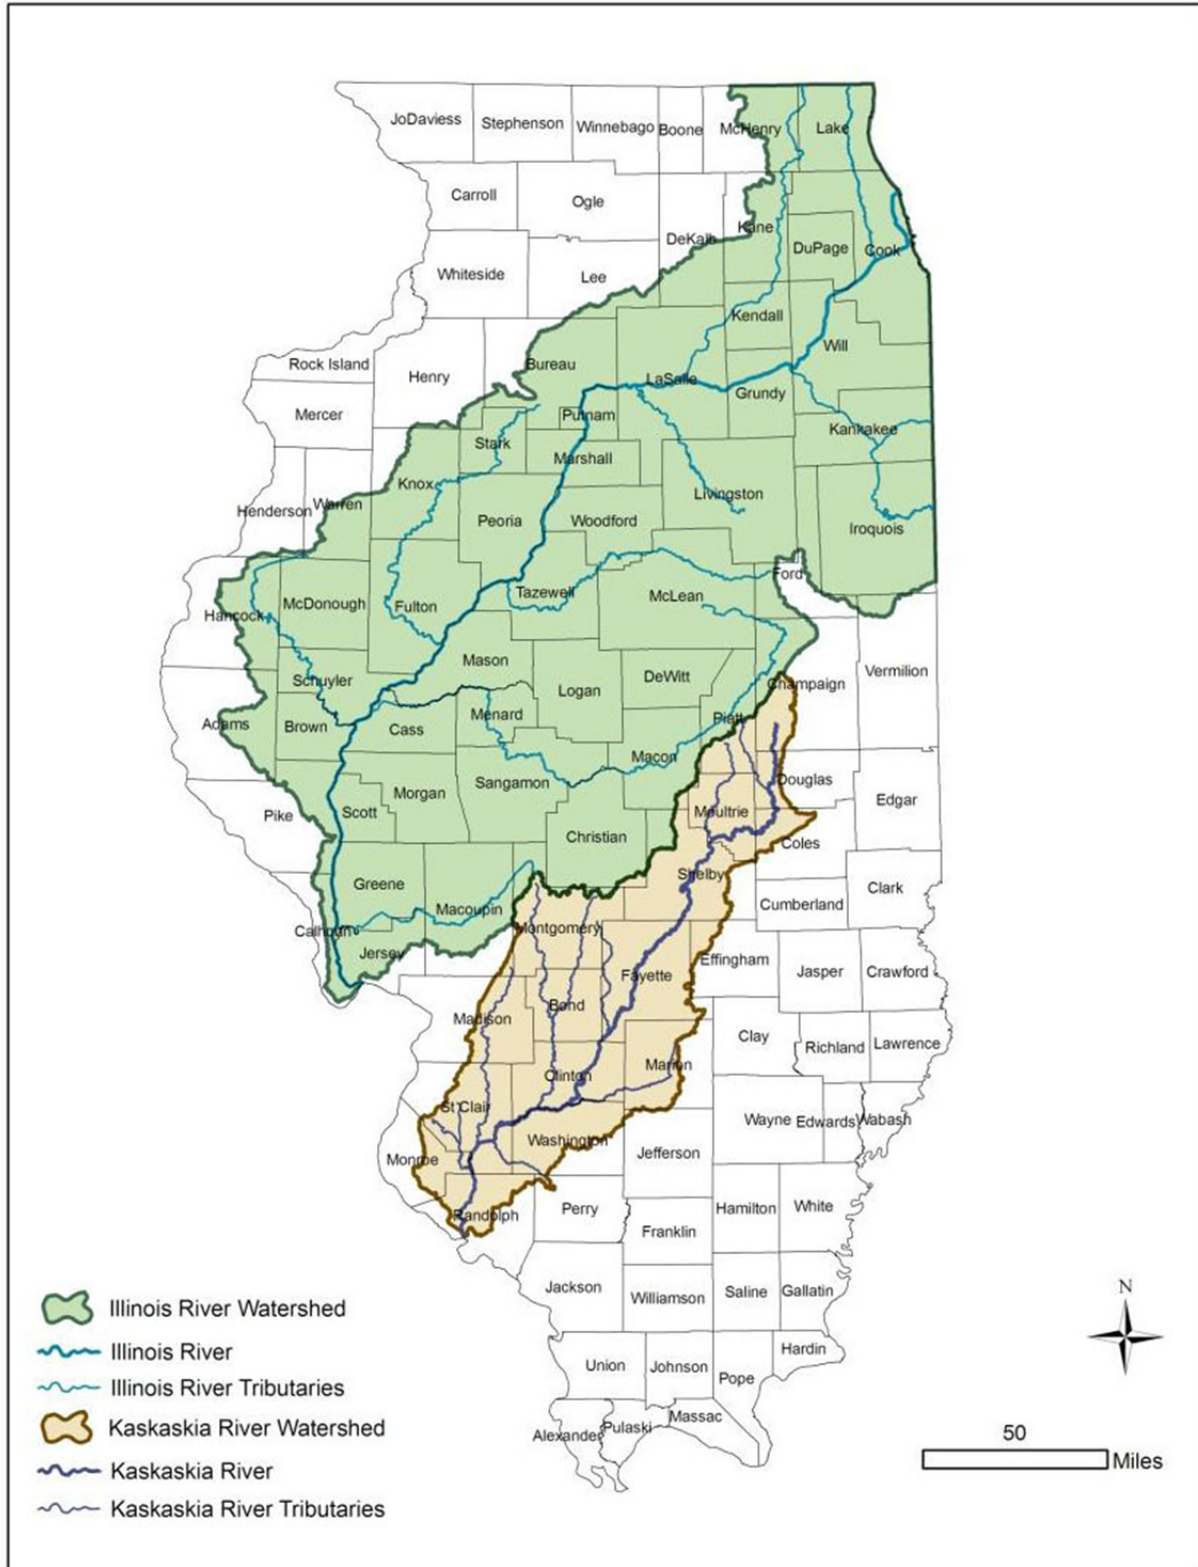 JoDaviess
Stephenson
Winnebago
Boone
McHenry
Lake
Carroll
Ogle
DeKalb
Kane
DuPage
Cook
Whiteside
Lee
Kendall
Will
Rock Island
Henry
Bureau
LaSalle
Grundy
Mercer
Putnam
Kankakee
Stark
Marshall
Knox
Livingston
Henderson
Warren
Peoria
Woodford
Iroquois
Ford
Hancock
McDonough
Fulton
Tazewell
McLean
Mason
Vermilion
Schuyler
Logan
DeWitt
Champaign
Adams
Brown
Cass
Menard
Piatt
Macon
Sangamon
Douglas
Pike
Scott
Morgan
Moultrie
Edgar
Christian
Coles
Shelby
Greene
Clark
Macoupin
Cumberland
Calhoun
Montgomery
Jersey
Effingham
Fayette
Jasper
Crawford
Madison
Bond
Clay
Richland
Lawrence
Marion
Clinton
St Clair
Wayne
Edwards
Wabash
Washington
Monroe
Jefferson
Randolph
Perry
Hamilton
White
Franklin
Jackson
Williamson
Saline
Gallatin
Union
Johnson
Hardin
Pope
Alexander
Pulaski
Massac
Illinois River Watershed
Illinois River
Illinois River Tributaries
Kaskaskia River Watershed
Kaskaskia River
Kaskaskia River Tributaries
N
50
Miles